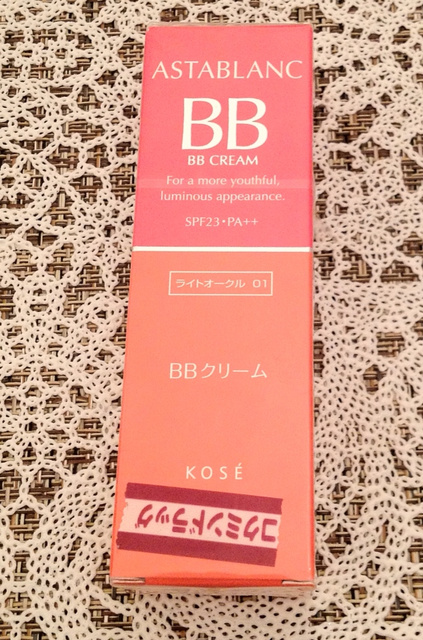 ASTABLANC
BB
BB CREAM
For a more youthful,
luminous appearance.
SPF23・PA++
ライトオークル 01
BBクリーム
KOSÉ
コクミンドラッグ